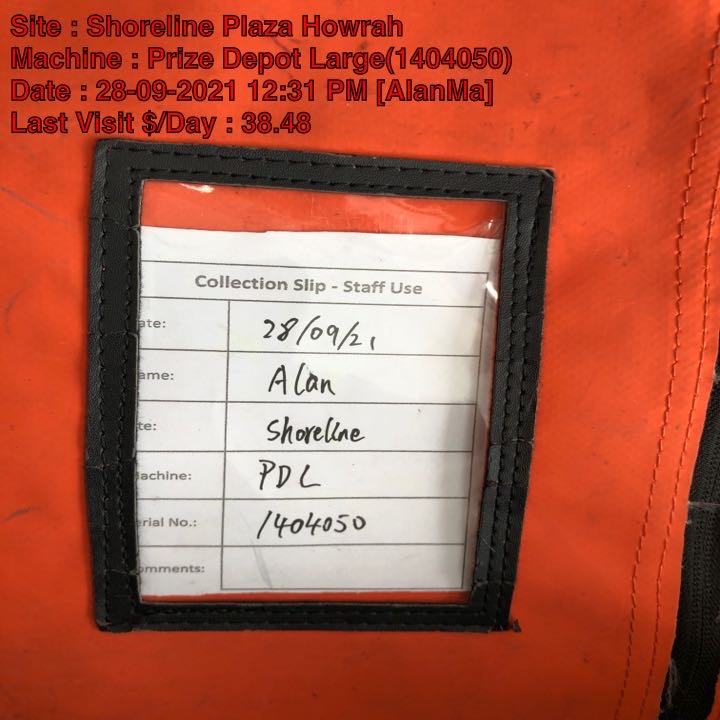 Site : Shoreline Plaza Howrah
Machine : Prize Depot Large(1404050)
Date : 28-09-2021 12:31 PM [AlanMa]
Last Visit $/Day : 38.48
Collection Slip - Staff Use
ate: 28/09/21
ame: Alan
te: Shoreline
achine: PDL
erial No.: 1404050
omments: